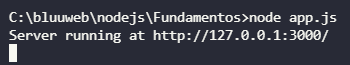 C:\bluuweb\nodejs\Fundamentos>node app.js
Server running at http://127.0.0.1:3000/